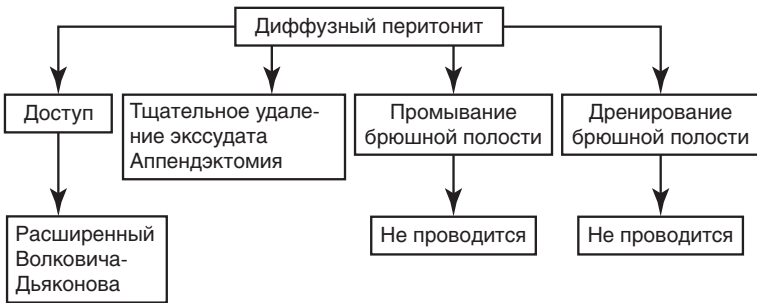 Диффузный перитонит
Доступ
Тщательное удале-
ние экссудата
Аппендэктомия
Промывание
брюшной полости
Дренирование
брюшной полости
Расширенный
Волковича-
Дьяконова
Не проводится
Не проводится